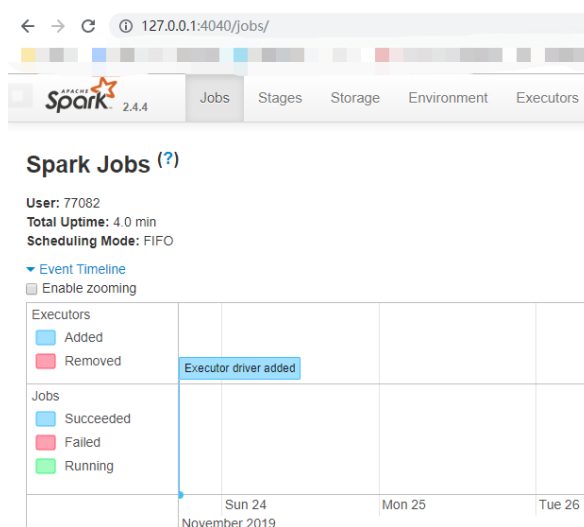 127.0.0.1:4040/jobs/
APACHE Spark 2.4.4 Jobs Stages Storage Environment Executors
Spark Jobs (?)
User: 77082
Total Uptime: 4.0 min
Scheduling Mode: FIFO
Event Timeline
Enable zooming
Executors
Added
Removed
Executor driver added
Jobs
Succeeded
Failed
Running
Sun 24 Mon 25 Tue 26
November 2019